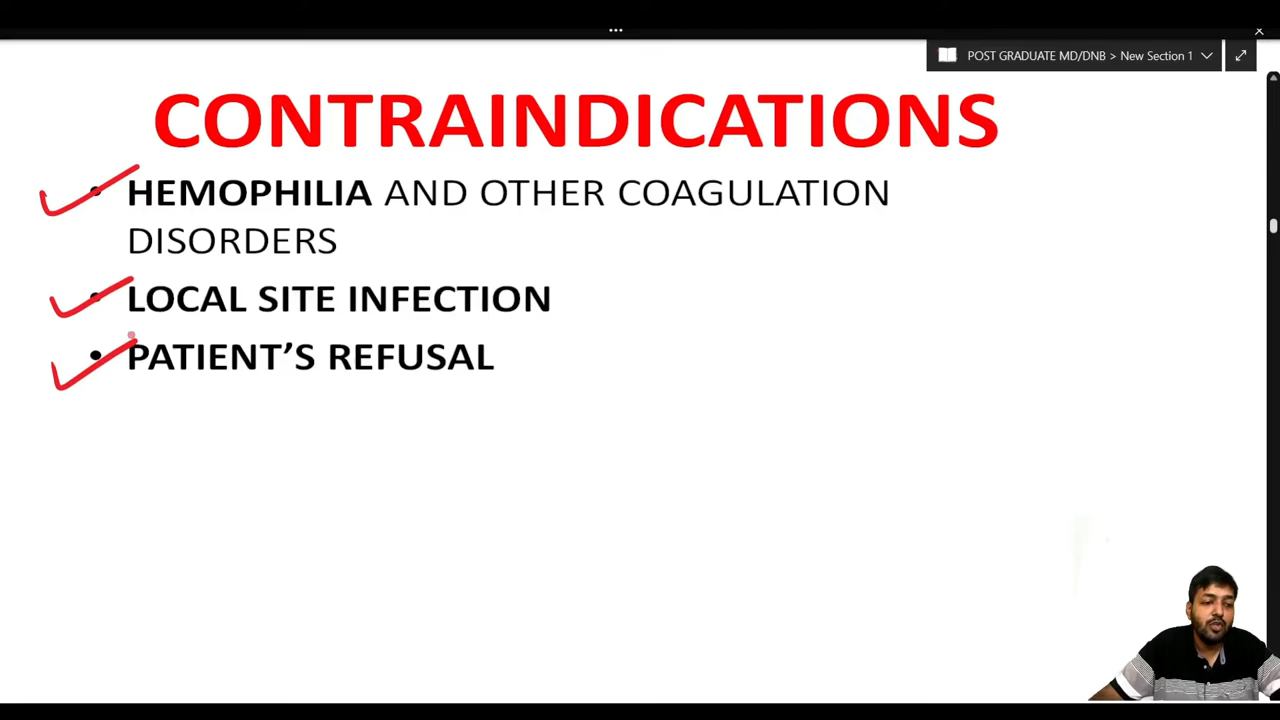 POST GRADUATE MD/DNB > New Section 1
CONTRAINDICATIONS
• HEMOPHILIA AND OTHER COAGULATION
DISORDERS
• LOCAL SITE INFECTION
• PATIENT’S REFUSAL